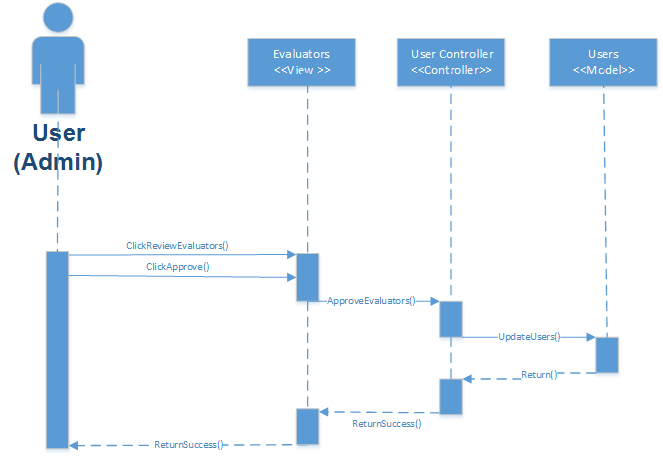 Evaluators
<<View >>
User Controller
<<Controller>>
Users
<<Model>>
User
(Admin)
ClickReviewEvaluators()
ClickApprove()
ApproveEvaluators()
UpdateUsers()
Return()
ReturnSuccess()
ReturnSuccess()